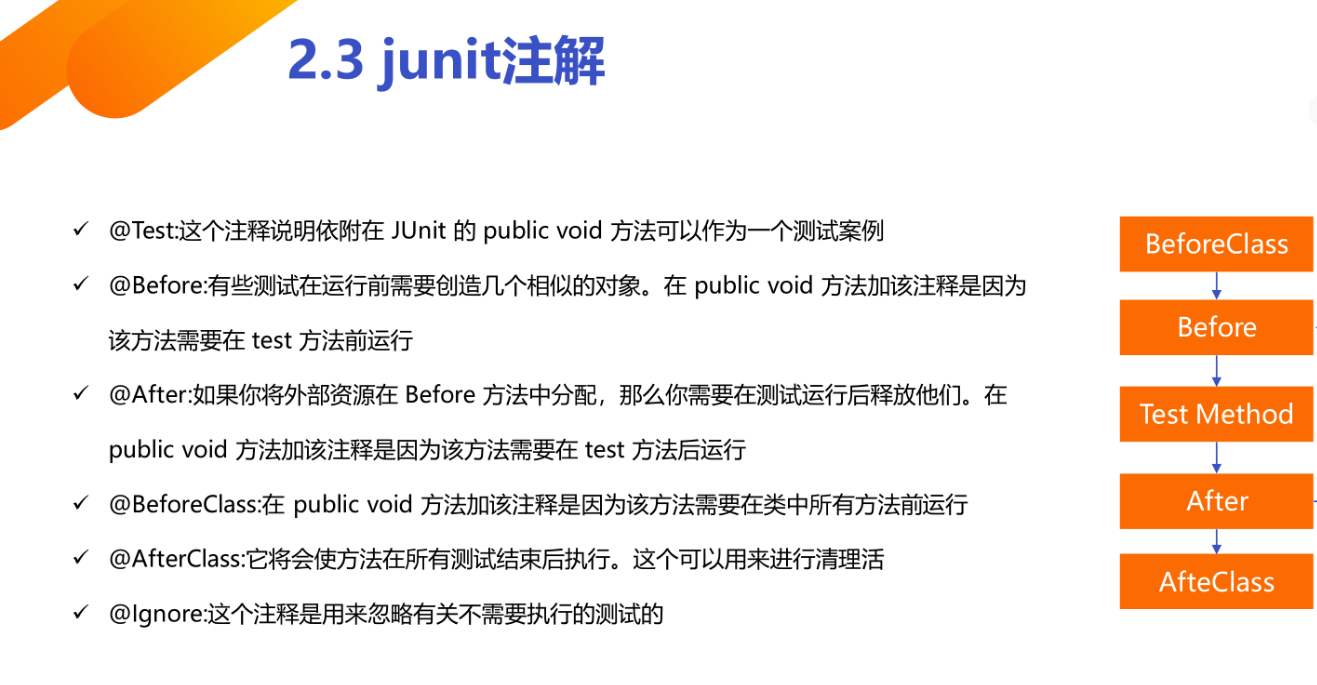 2.3 junit注解
@Test:这个注释说明依附在 JUnit 的 public void 方法可以作为一个测试案例
@Before:有些测试在运行前需要创造几个相似的对象。在 public void 方法加该注释是因为
该方法需要在 test 方法前运行
@After:如果你将外部资源在 Before 方法中分配，那么你需要在测试运行后释放他们。在
public void 方法加该注释是因为该方法需要在 test 方法后运行
@BeforeClass:在 public void 方法加该注释是因为该方法需要在类中所有方法前运行
@AfterClass:它将会使方法在所有测试结束后执行。这个可以用来进行清理活
@Ignore:这个注释是用来忽略有关不需要执行的测试的
BeforeClass
Before
Test Method
After
AfteClass